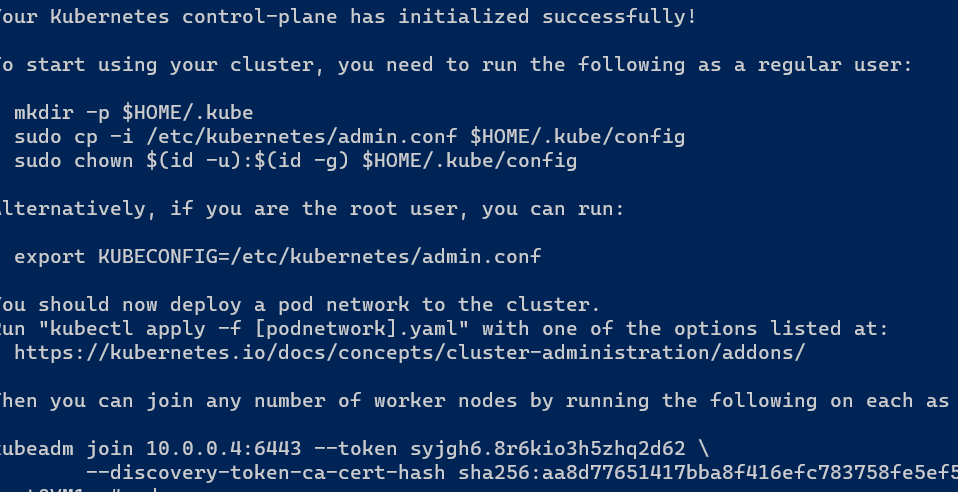 our Kubernetes control-plane has initialized successfully!
o start using your cluster, you need to run the following as a regular user:
mkdir -p $HOME/.kube
sudo cp -i /etc/kubernetes/admin.conf $HOME/.kube/config
sudo chown $(id -u):$(id -g) $HOME/.kube/config
lternatively, if you are the root user, you can run:
export KUBECONFIG=/etc/kubernetes/admin.conf
ou should now deploy a pod network to the cluster.
un "kubectl apply -f [podnetwork].yaml" with one of the options listed at:
https://kubernetes.io/docs/concepts/cluster-administration/addons/
hen you can join any number of worker nodes by running the following on each as
ubeadm join 10.0.0.4:6443 --token syjgh6.8r6kio3h5zhq2d62 \
--discovery-token-ca-cert-hash sha256:aa8d77651417bba8f416efc783758fe5ef5